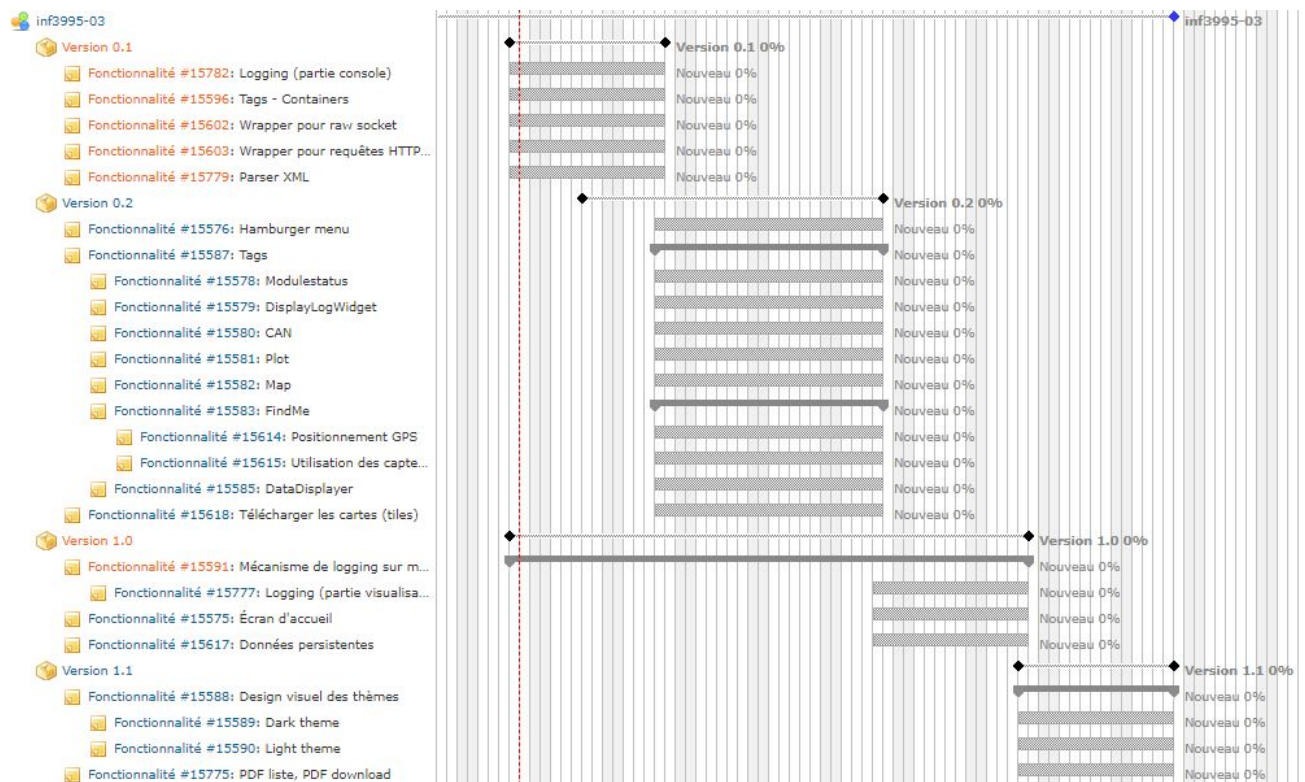 inf3995-03 inf3995-03
Version 0.1 Version 0.1 0%
Fonctionnalité #15782: Logging (partie console) Nouveau 0%
Fonctionnalité #15596: Tags - Containers Nouveau 0%
Fonctionnalité #15602: Wrapper pour raw socket Nouveau 0%
Fonctionnalité #15603: Wrapper pour requêtes HTTP... Nouveau 0%
Fonctionnalité #15779: Parser XML Nouveau 0%
Version 0.2 Version 0.2 0%
Fonctionnalité #15576: Hamburger menu Nouveau 0%
Fonctionnalité #15587: Tags Nouveau 0%
Fonctionnalité #15578: Modulestatus Nouveau 0%
Fonctionnalité #15579: DisplayLogWidget Nouveau 0%
Fonctionnalité #15580: CAN Nouveau 0%
Fonctionnalité #15581: Plot Nouveau 0%
Fonctionnalité #15582: Map Nouveau 0%
Fonctionnalité #15583: FindMe Nouveau 0%
Fonctionnalité #15614: Positionnement GPS Nouveau 0%
Fonctionnalité #15615: Utilisation des capte... Nouveau 0%
Fonctionnalité #15585: DataDisplayer Nouveau 0%
Fonctionnalité #15618: Télécharger les cartes (tiles) Nouveau 0%
Version 1.0 Version 1.0 0%
Fonctionnalité #15591: Mécanisme de logging sur m... Nouveau 0%
Fonctionnalité #15777: Logging (partie visualisa... Nouveau 0%
Fonctionnalité #15575: Écran d'accueil Nouveau 0%
Fonctionnalité #15617: Données persistentes Nouveau 0%
Version 1.1 Version 1.1 0%
Fonctionnalité #15588: Design visuel des thèmes Nouveau 0%
Fonctionnalité #15589: Dark theme Nouveau 0%
Fonctionnalité #15590: Light theme Nouveau 0%
Fonctionnalité #15775: PDF liste, PDF download Nouveau 0%